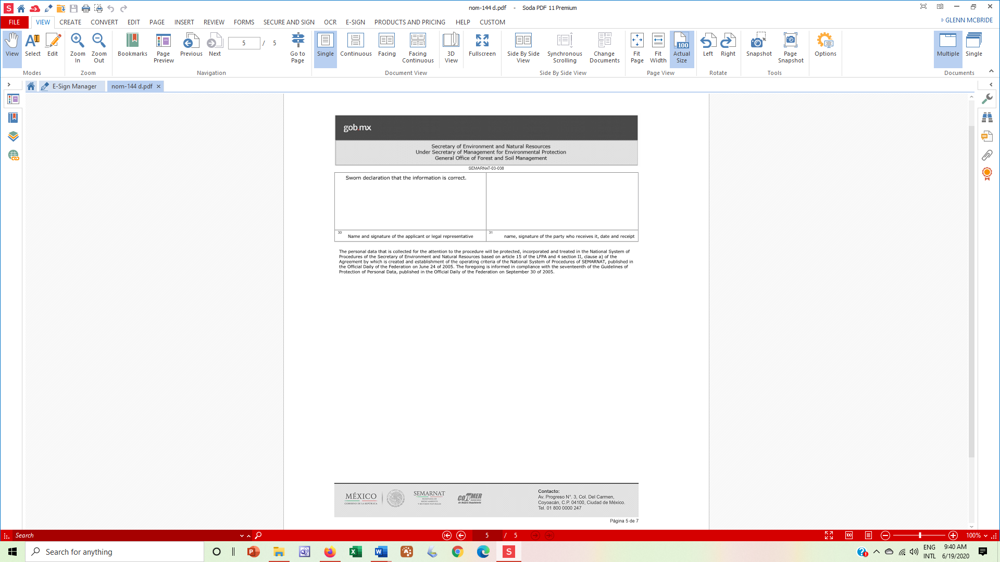 nom-144 d.pdf - Soda PDF 11 Premium
FILE VIEW CREATE CONVERT EDIT PAGE INSERT REVIEW FORMS SECURE AND SIGN OCR E-SIGN PRODUCTS AND PRICING HELP CUSTOM GLENN MCBRIDE
View Select Edit Zoom In Zoom Out Bookmarks Page Preview Previous Next 5 / 5 Go to Page Single Continuous Facing Facing Continuous 3D View Fullscreen Side By Side View Synchronous Scrolling Change Documents Fit Page Fit Width Actual Size Left Right Snapshot Page Snapshot Options Multiple Single
Modes Zoom Navigation Document View Side By Side View Page View Rotate Tools Documents
E-Sign Manager nom-144 d.pdf
gob.mx
Secretary of Environment and Natural Resources
Under Secretary of Management for Environmental Protection
General Office of Forest and Soil Management
SEMARNAT-03-038
Sworn declaration that the information is correct.
30 Name and signature of the applicant or legal representative
31 name, signature of the party who receives it, date and receipt
The personal data that is collected for the attention to the procedure will be protected, incorporated and treated in the National System of
Procedures of the Secretary of Environment and Natural Resources based on article 15 of the LFPA and 4 section II, clause a) of the
Agreement by which is created and establishment of the operating criteria of the National System of Procedures of SEMARNAT, published in
the Official Daily of the Federation on June 24 of 2005. The foregoing is informed in compliance with the seventeenth of the Guidelines of
Protection of Personal Data, published in the Official Daily of the Federation on September 30 of 2005.
MÉXICO
GOBIERNO DE LA REPÚBLICA
SEMARNAT
SECRETARÍA DE
MEDIO AMBIENTE
Y RECURSOS NATURALES
Contacto:
Av. Progreso N°. 3, Col. Del Carmen,
Coyoacán, C.P. 04100, Ciudad de México.
Tel. 01 800 0000 247
Página 5 de 7
Search 5 / 5 100%
Search for anything
ENG
INTL
9:40 AM
6/19/2020